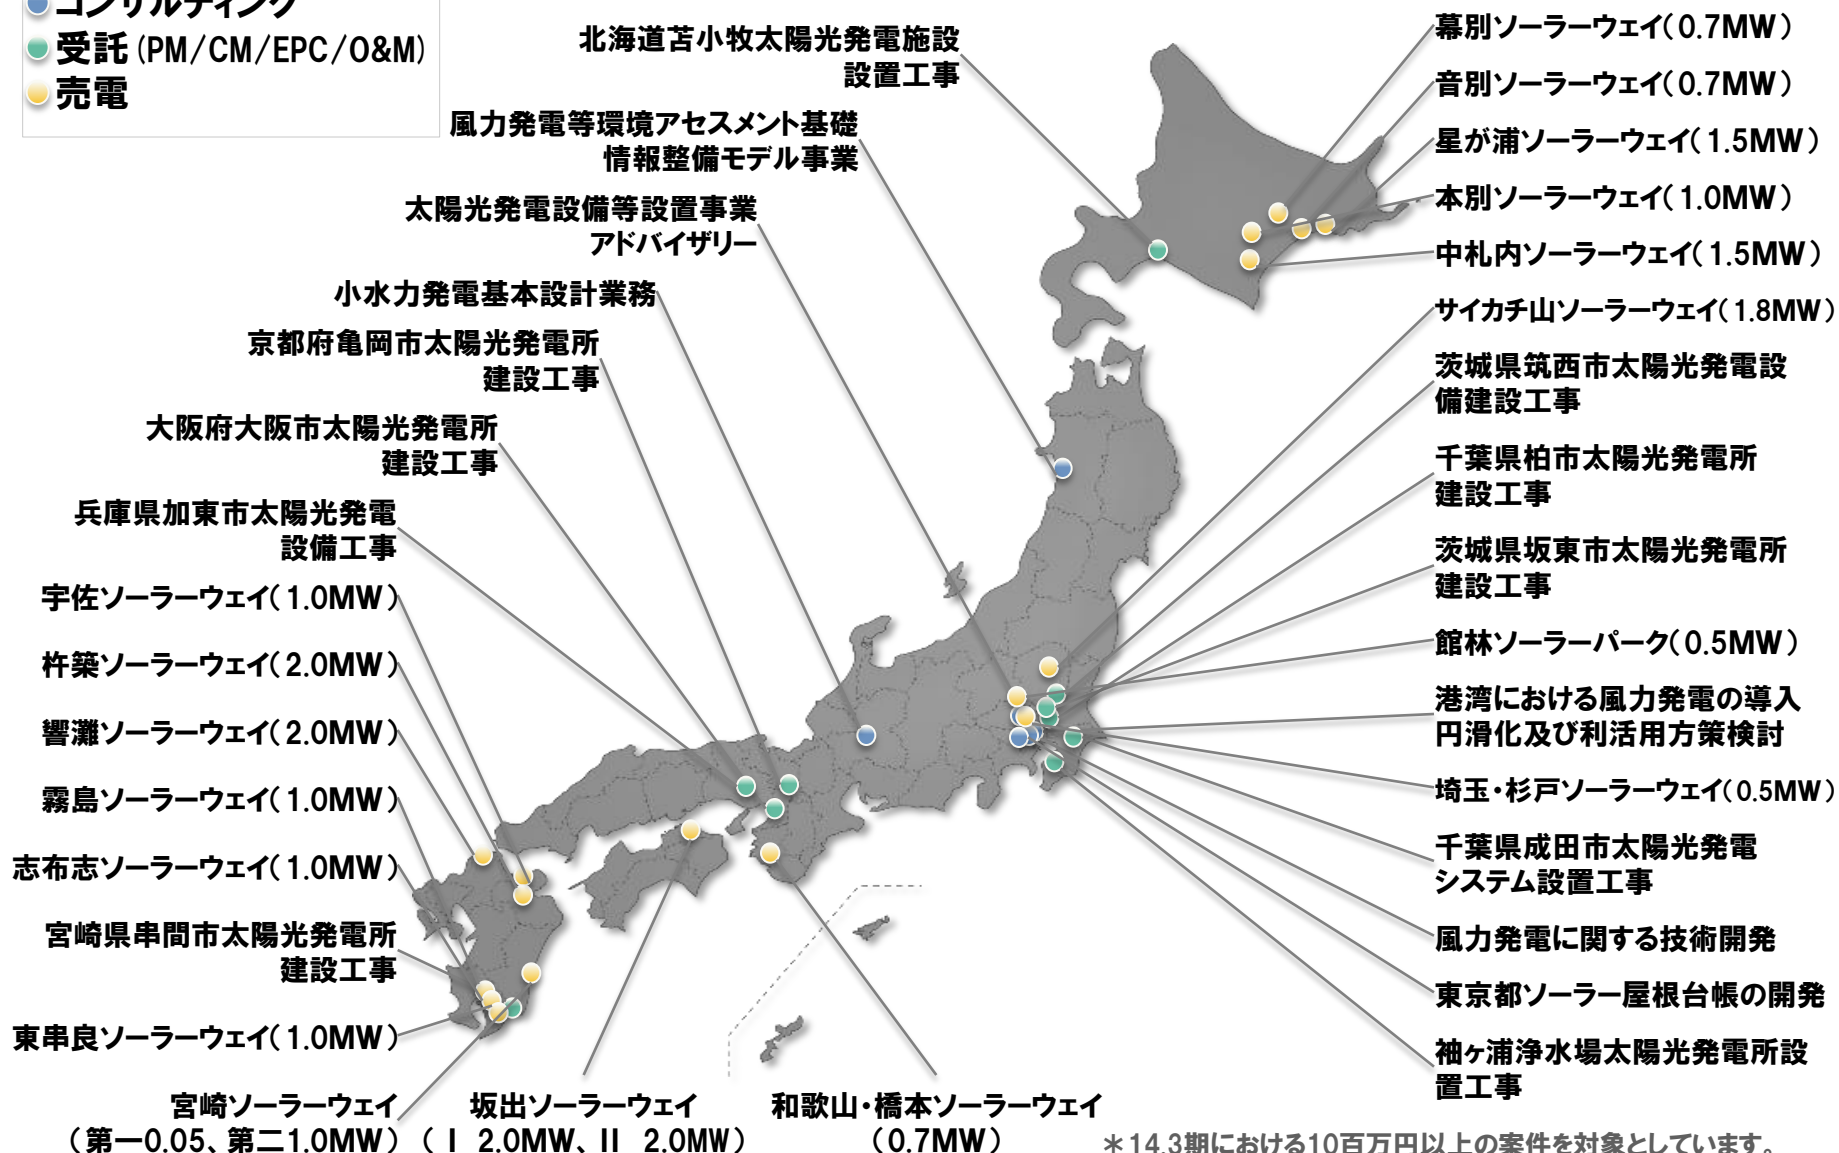 コンサルティング
受託 (PM/CM/EPC/O&M)
売電
北海道苫小牧太陽光発電施設
設置工事
風力発電等環境アセスメント基礎
情報整備モデル事業
太陽光発電設備等設置事業
アドバイザリー
小水力発電基本設計業務
京都府亀岡市太陽光発電所
建設工事
大阪府大阪市太陽光発電所
建設工事
兵庫県加東市太陽光発電
設備工事
宇佐ソーラーウェイ(1.0MW)
杵築ソーラーウェイ(2.0MW)
響灘ソーラーウェイ(2.0MW)
霧島ソーラーウェイ(1.0MW)
志布志ソーラーウェイ(1.0MW)
宮崎県串間市太陽光発電所
建設工事
東串良ソーラーウェイ(1.0MW)
宮崎ソーラーウェイ
(第一0.05、第二1.0MW)
坂出ソーラーウェイ
(Ⅰ 2.0MW、Ⅱ 2.0MW)
和歌山・橋本ソーラーウェイ
(0.7MW)
幕別ソーラーウェイ(0.7MW)
音別ソーラーウェイ(0.7MW)
星が浦ソーラーウェイ(1.5MW)
本別ソーラーウェイ(1.0MW)
中札内ソーラーウェイ(1.5MW)
サイカチ山ソーラーウェイ(1.8MW)
茨城県筑西市太陽光発電設
備建設工事
千葉県柏市太陽光発電所
建設工事
茨城県坂東市太陽光発電所
建設工事
館林ソーラーパーク(0.5MW)
港湾における風力発電の導入
円滑化及び利活用方策検討
埼玉・杉戸ソーラーウェイ(0.5MW)
千葉県成田市太陽光発電
システム設置工事
風力発電に関する技術開発
東京都ソーラー屋根台帳の開発
袖ヶ浦浄水場太陽光発電所設
置工事
＊14.3期における10百万円以上の案件を対象としています。